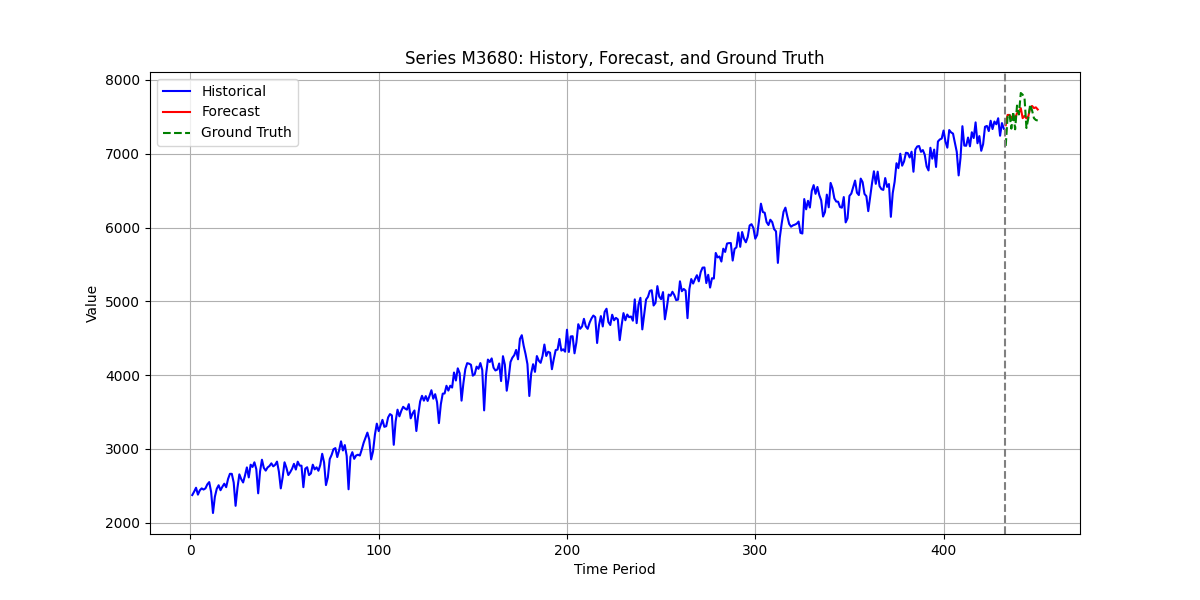 Series M3680: History, Forecast, and Ground Truth
Historical
Forecast
Ground Truth
8000
7000
6000
5000
4000
3000
2000
Value
0 100 200 300 400
Time Period